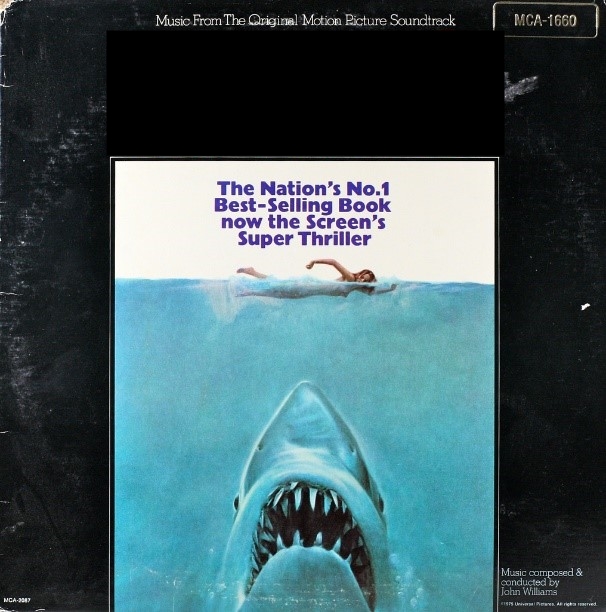 Music From The Original Motion Picture Soundtrack
MCA-1660
The Nation's No.1
Best-Selling Book
now the Screen's
Super Thriller
Music composed &
conducted by
John Williams
©1975 Universal Pictures. All rights reserved.
MCA-2087